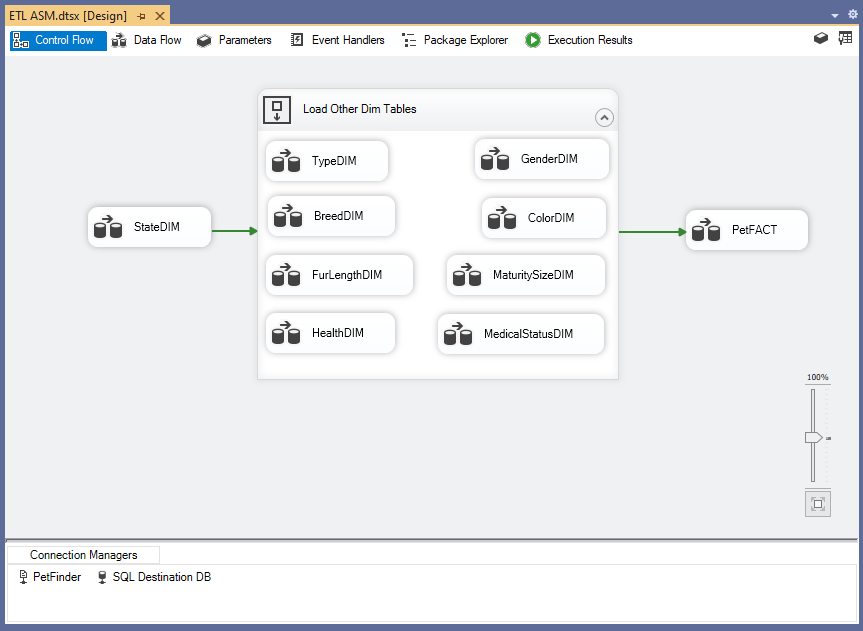 ETL ASM.dtsx [Design]
Control Flow Data Flow Parameters Event Handlers Package Explorer Execution Results
Load Other Dim Tables
TypeDIM GenderDIM
BreedDIM ColorDIM
StateDIM PetFACT
FurLengthDIM MaturitySizeDIM
HealthDIM MedicalStatusDIM
100%
Connection Managers
PetFinder SQL Destination DB